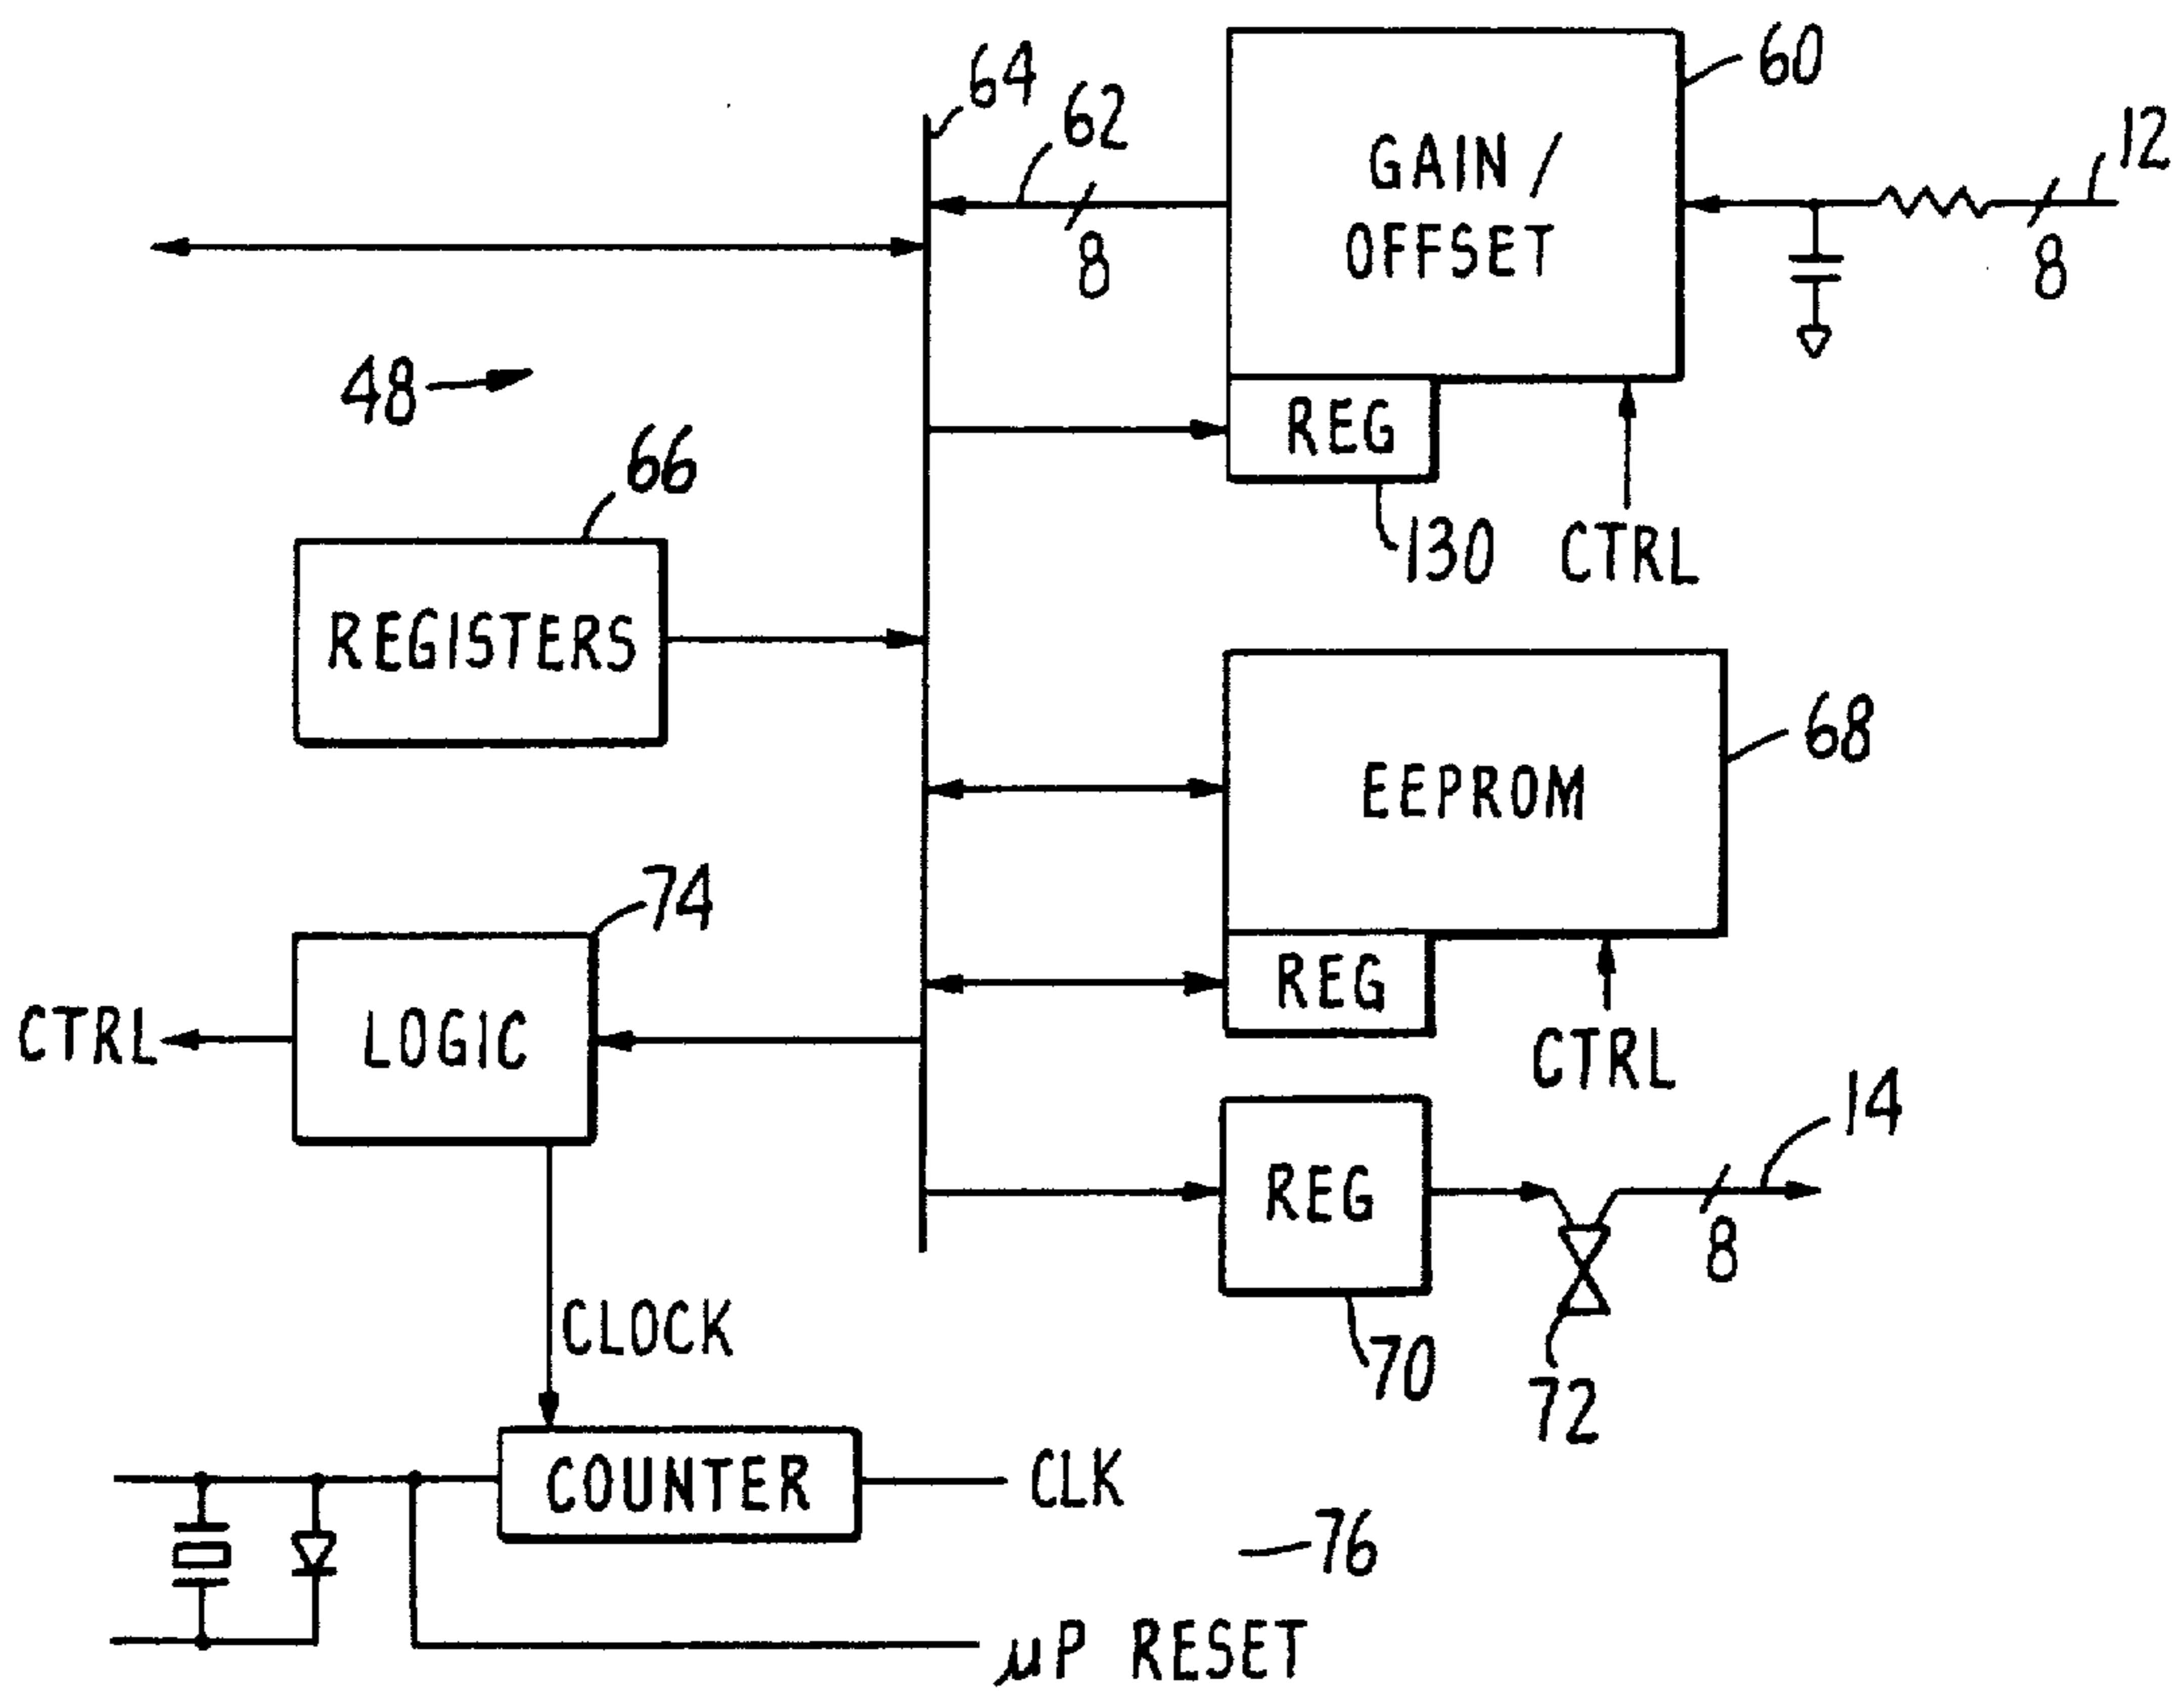 64
62
60
12
GAIN /
OFFSET
8
8
48
REG
66
130
CTRL
REGISTERS
68
EEPROM
74
REG
CTRL
LOGIC
CTRL
14
REG
8
CLOCK
70
72
COUNTER
CLK
76
µP RESET